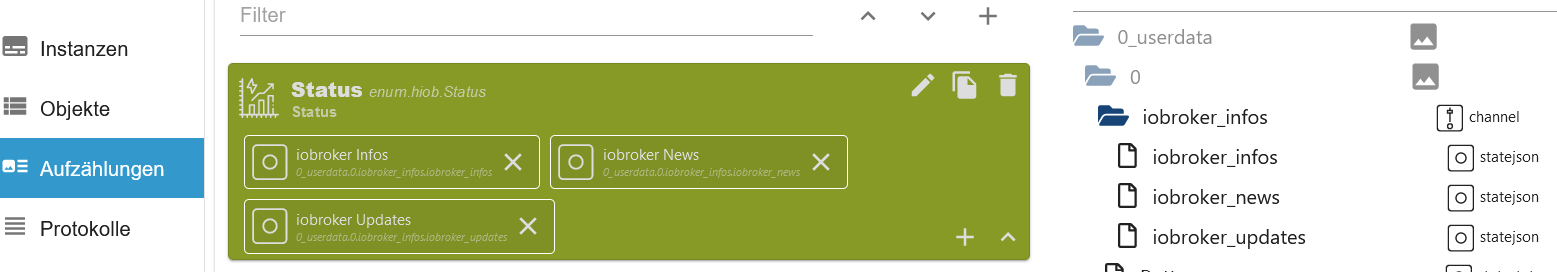 Filter
Instanzen
Objekte
Aufzählungen
Protokolle
Status enum.hiob.Status
Status
iobroker Infos
0_userdata.0.iobroker_infos.iobroker_infos
iobroker News
0_userdata.0.iobroker_infos.iobroker_news
iobroker Updates
0_userdata.0.iobroker_infos.iobroker_updates
0_userdata
0
iobroker_infos channel
iobroker_infos statejson
iobroker_news statejson
iobroker_updates statejson